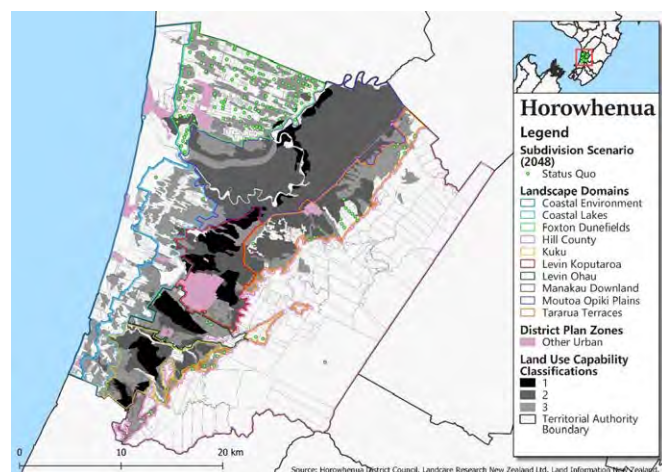 Horowhenua
Legend
Subdivision Scenario
(2048)
Status Quo
Landscape Domains
Coastal Environment
Coastal Lakes
Foxton Dunefields
Hill County
Kuku
Levin Koputaroa
Levin Ohau
Manakau Downland
Moutoa Opiki Plains
Tararua Terraces
District Plan Zones
Other Urban
Land Use Capability
Classifications
1
2
3
Territorial Authority
Boundary
0 10 20 km
Source: Horowhenua District Council, Landcare Research New Zealand Ltd, Land Information New Zealand